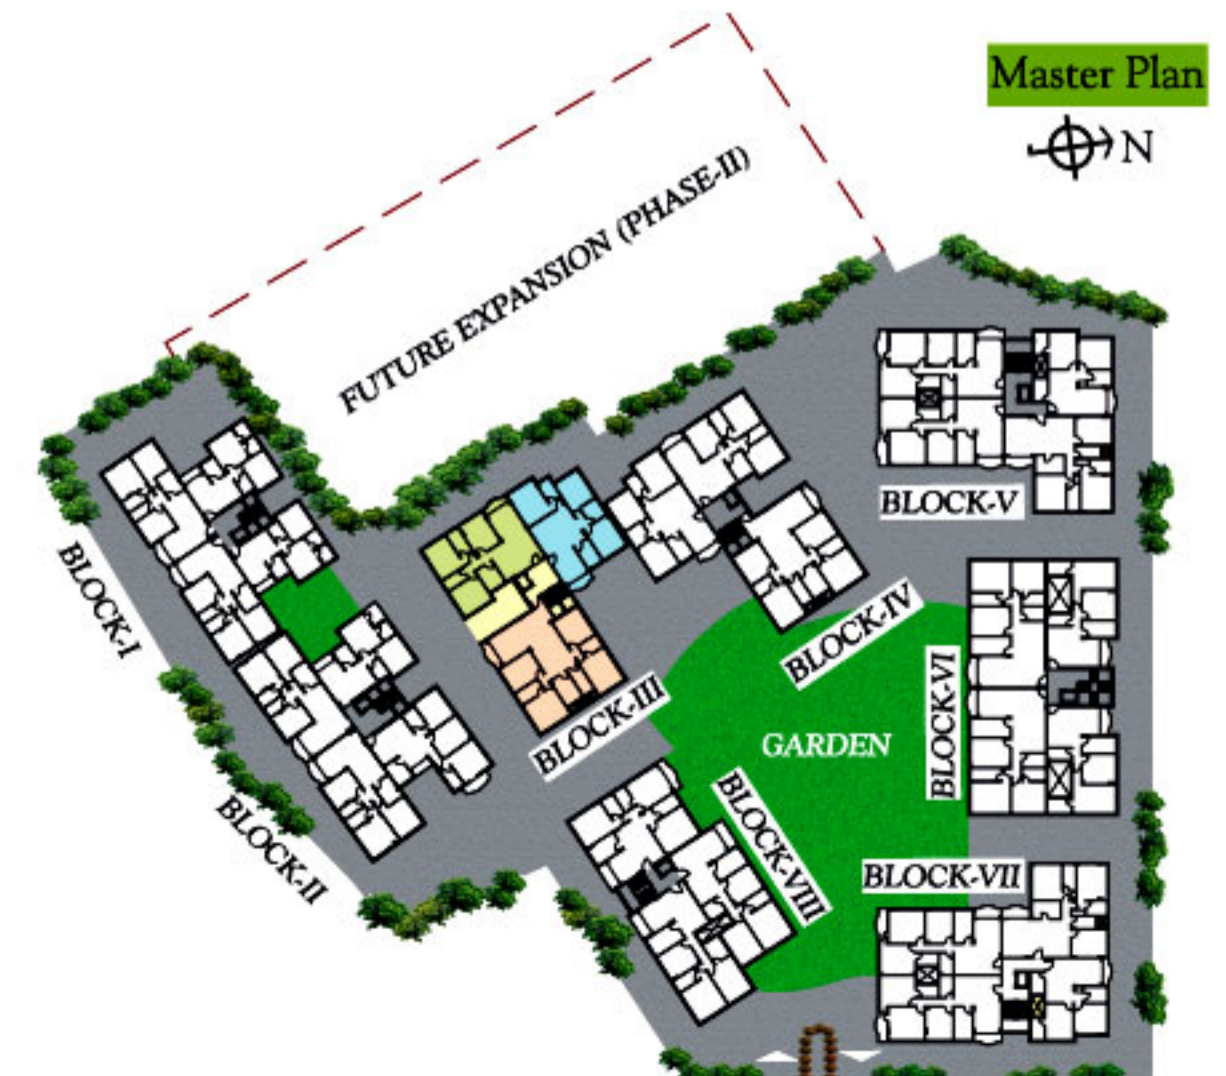 Master Plan
N
FUTURE EXPANSION (PHASE-II)
BLOCK-V
BLOCK-I
BLOCK-IV
BLOCK-VI
BLOCK-III
GARDEN
BLOCK-II
BLOCK-VIII
BLOCK-VII